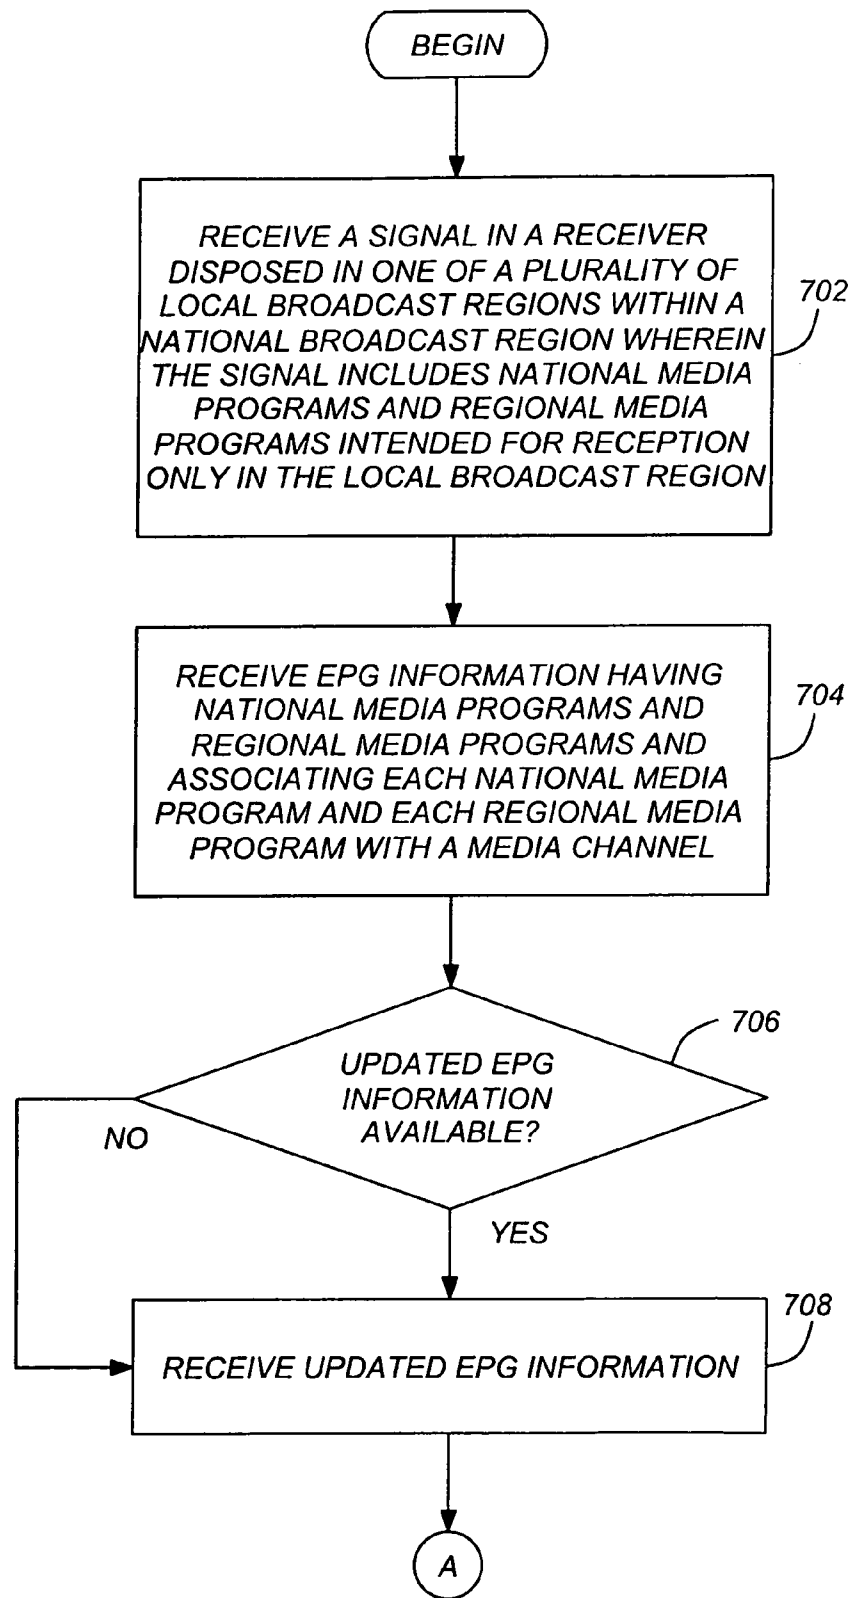 BEGIN
RECEIVE A SIGNAL IN A RECEIVER
DISPOSED IN ONE OF A PLURALITY OF
LOCAL BROADCAST REGIONS WITHIN A
NATIONAL BROADCAST REGION WHEREIN
THE SIGNAL INCLUDES NATIONAL MEDIA
PROGRAMS AND REGIONAL MEDIA
PROGRAMS INTENDED FOR RECEPTION
ONLY IN THE LOCAL BROADCAST REGION
702
RECEIVE EPG INFORMATION HAVING
NATIONAL MEDIA PROGRAMS AND
REGIONAL MEDIA PROGRAMS AND
ASSOCIATING EACH NATIONAL MEDIA
PROGRAM AND EACH REGIONAL MEDIA
PROGRAM WITH A MEDIA CHANNEL
704
UPDATED EPG
INFORMATION
AVAILABLE?
706
NO
YES
RECEIVE UPDATED EPG INFORMATION
708
A